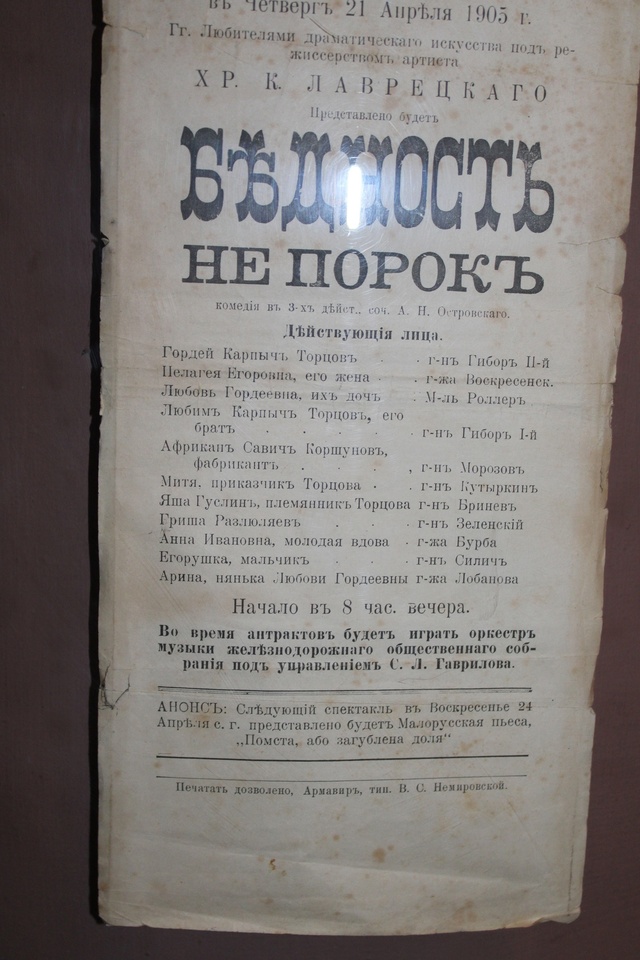 въ Четвергъ 21 Апрѣля 1905 г.
Гг. Любителями драматическаго искусства подъ ре-
жиссерствомъ артиста
ХР. К. ЛАВРЕЦКАГО
Представлено будетъ
БѢДНОСТЬ
НЕ ПОРОКЪ
комедія въ 3-хъ дѣйст., соч. А. Н. Островскаго.
Дѣйствующія лица.
Гордей Карпычъ Торцовъ . . г-нъ Гиборъ II-й
Пелагея Егоровна, его жена . . г-жа Воскресенск.
Любовь Гордеевна, ихъ дочъ . М-ль Роллеръ
Любимъ Карпычъ Торцовъ, его
братъ . . . . . г-нъ Гиборъ I-й
Африканъ Савичъ Коршуновъ,
фабрикантъ . . . , г-нъ Морозовъ
Митя, приказчикъ Торцова . . г-нъ Кутыркинъ
Яша Гуслинъ, племянникъ Торцова г-нъ Бриневъ
Гриша Разлюляевъ . . . г-нъ Зеленскій
Анна Ивановна, молодая вдова . г-жа Бурба
Егорушка, мальчикъ . . . г-нъ Силичъ
Арина, нянька Любови Гордеевны г-жа Лобанова
Начало въ 8 час. вечера.
Во время антрактовъ будетъ играть оркестръ
музыки желѣзнодорожнаго общественнаго соб-
ранія подъ управленіемъ С. Л. Гаврилова.
АНОНСЪ: Слѣдующій спектакль въ Воскресенье 24
Апрѣля с. г. представлено будетъ Малорусская пьеса,
„Помста, або загублена доля“
Печатать дозволено, Армавиръ, тип. В. С. Немировской.